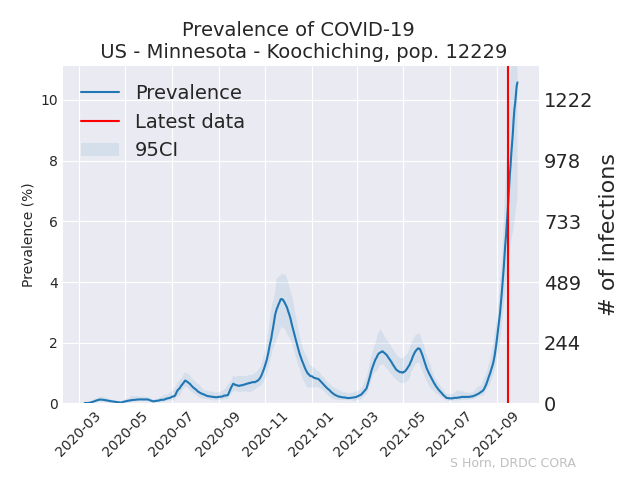 Prevalence of COVID-19
US - Minnesota - Koochiching, pop. 12229
Prevalence
Latest data
95CI
Prevalence (%)
10
8
6
4
2
0
1222
978
733
489
244
0
# of infections
2020-03
2020-05
2020-07
2020-09
2020-11
2021-01
2021-03
2021-05
2021-07
2021-09
S Horn, DRDC CORA